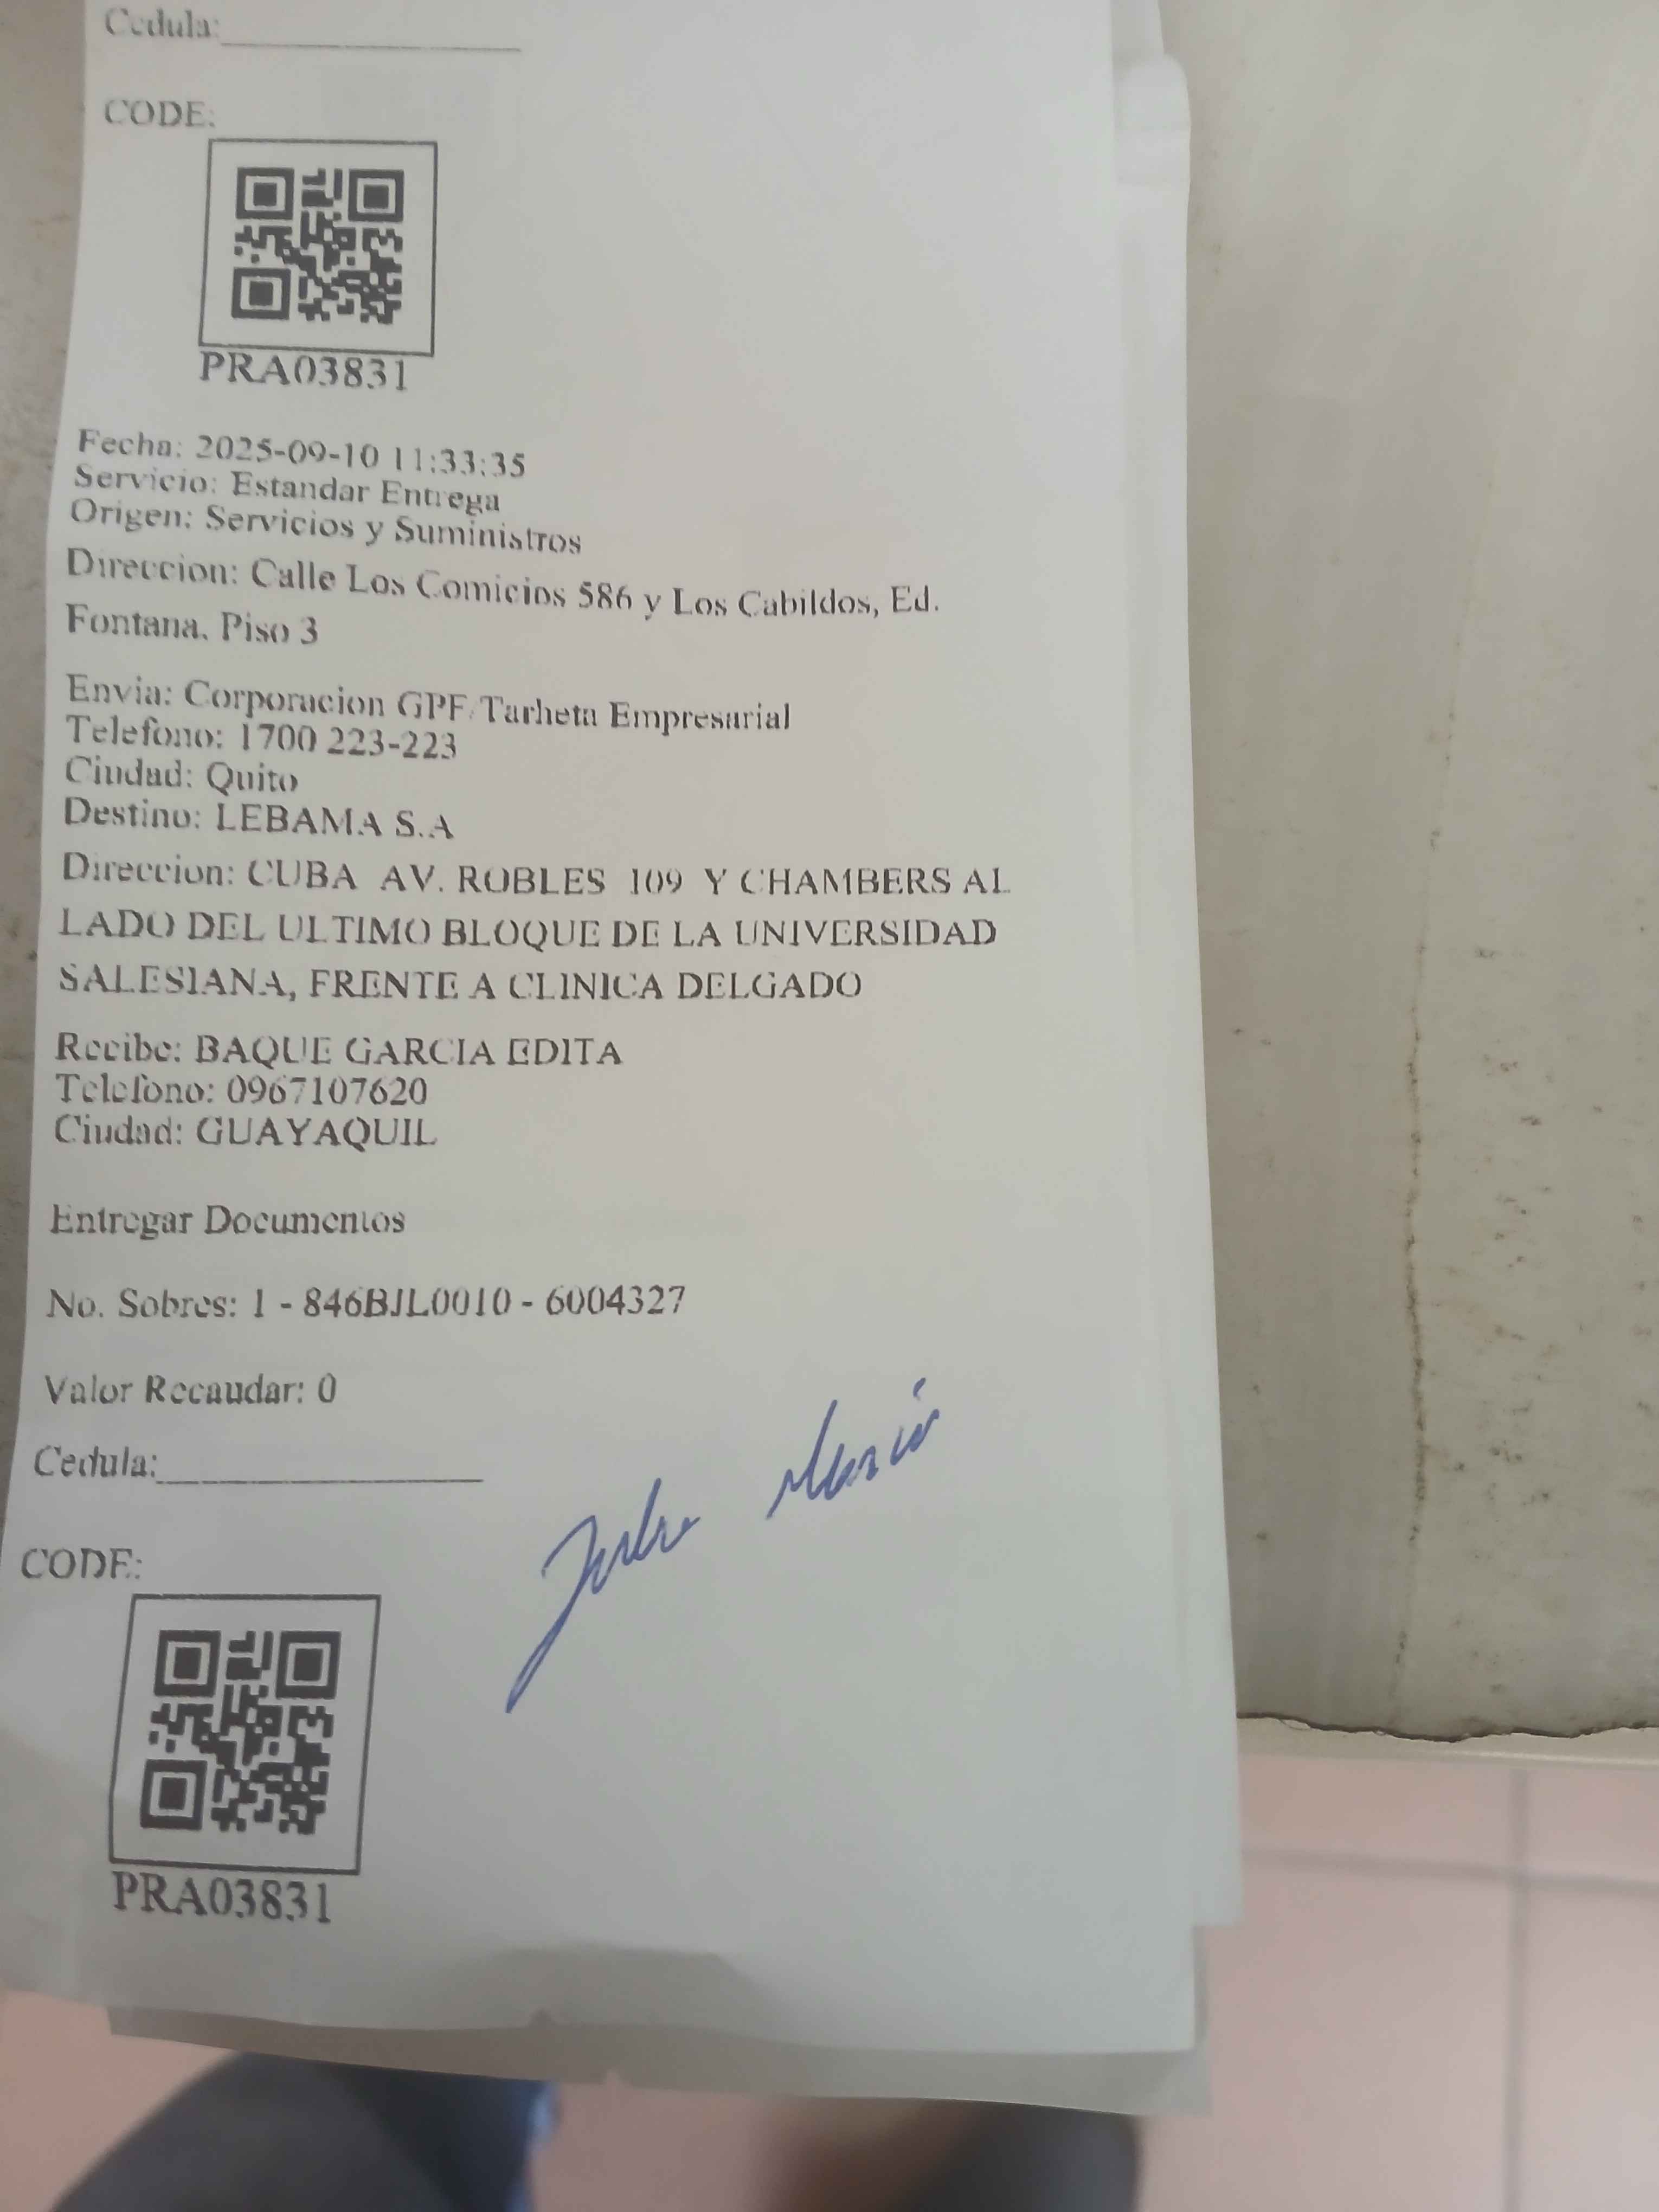 Cedula:
CODE:
PRA03831
Fecha: 2025-09-10 11:33:35
Servicio: Estandar Entrega
Origen: Servicios y Suministros
Direccion: Calle Los Comicios 586 y Los Cabildos, Ed.
Fontana. Piso 3
Envia: Corporacion GPF Tarheta Empresarial
Telefono: 1700 223-223
Ciudad: Quito
Destino: LEBAMA S.A
Direccion: CUBA AV. ROBLES 109 Y CHAMBERS AL
LADO DEL ULTIMO BLOQUE DE LA UNIVERSIDAD
SALESIANA, FRENTE A CLINICA DELGADO
Recibe: BAQUE GARCIA EDITA
Telefono: 0967107620
Ciudad: GUAYAQUIL
Entregar Documentos
No. Sobres: 1 - 846BJL0010 - 6004327
Valor Recaudar: 0
Cedula:
CODE:
PRA03831